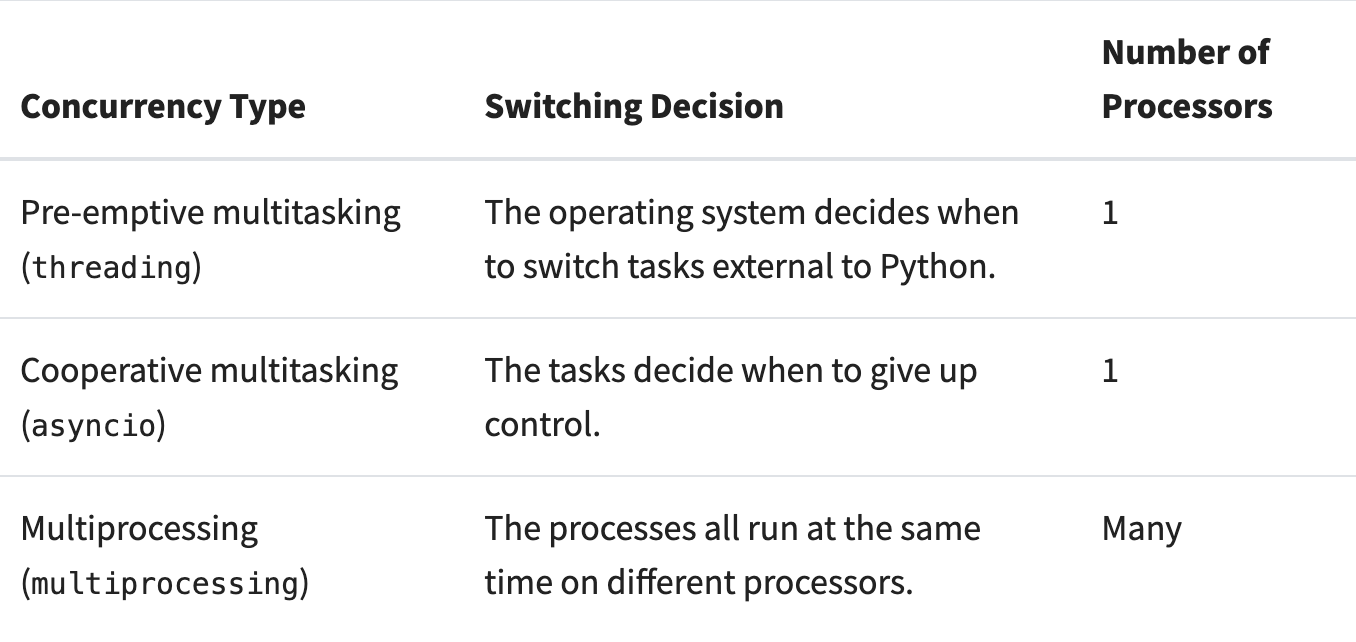 Concurrency Type Switching Decision Number of
Processors
Pre-emptive multitasking The operating system decides when 1
(threading) to switch tasks external to Python.
Cooperative multitasking The tasks decide when to give up 1
(asyncio) control.
Multiprocessing The processes all run at the same Many
(multiprocessing) time on different processors.